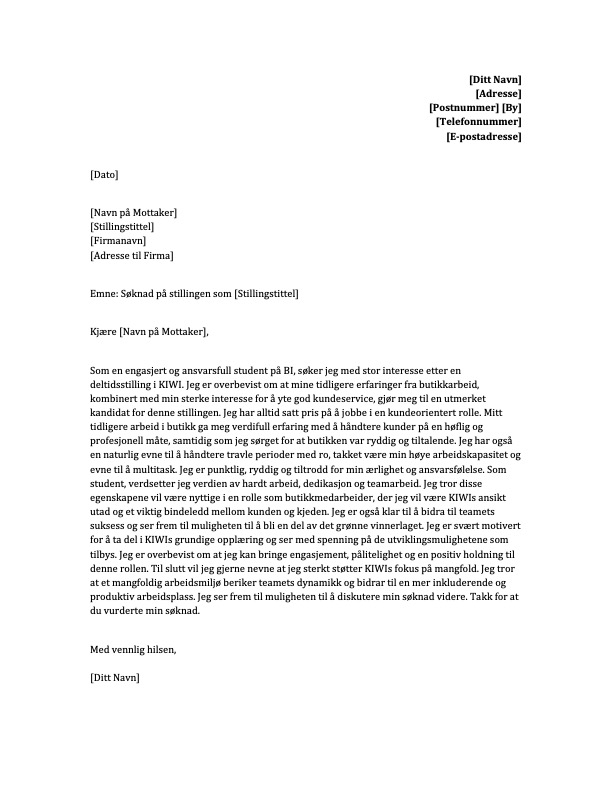 [Ditt Navn]
[Adresse]
[Postnummer] [By]
[Telefonnummer]
[E-postadresse]
[Dato]
[Navn på Mottaker]
[Stillingstittel]
[Firmanavn]
[Adresse til Firma]
Emne: Søknad på stillingen som [Stillingstittel]
Kjære [Navn på Mottaker],
Som en engasjert og ansvarsfull student på BI, søker jeg med stor interesse etter en
deltidsstilling i KIWI. Jeg er overbevist om at mine tidligere erfaringer fra butikkarbeid,
kombinert med min sterke interesse for å yte god kundeservice, gjør meg til en utmerket
kandidat for denne stillingen. Jeg har alltid satt pris på å jobbe i en kundeorientert rolle. Mitt
tidligere arbeid i butikk ga meg verdifull erfaring med å håndtere kunder på en høflig og
profesjonell måte, samtidig som jeg sørget for at butikken var ryddig og tiltalende. Jeg har også
en naturlig evne til å håndtere travle perioder med ro, takket være min høye arbeidskapasitet og
evne til å multitask. Jeg er punktlig, ryddig og tiltrodd for min ærlighet og ansvarsfølelse. Som
student, verdsetter jeg verdien av hardt arbeid, dedikasjon og teamarbeid. Jeg tror disse
egenskapene vil være nyttige i en rolle som butikkmedarbeider, der jeg vil være KIWIs ansikt
utad og et viktig bindeledd mellom kunden og kjeden. Jeg er også klar til å bidra til teamets
suksess og ser frem til muligheten til å bli en del av det grønne vinnerlaget. Jeg er svært motivert
for å ta del i KIWIs grundige opplæring og ser med spenning på de utviklingsmulighetene som
tilbys. Jeg er overbevist om at jeg kan bringe engasjement, pålitelighet og en positiv holdning til
denne rollen. Til slutt vil jeg gjerne nevne at jeg sterkt støtter KIWIs fokus på mangfold. Jeg tror
at et mangfoldig arbeidsmiljø beriker teamets dynamikk og bidrar til en mer inkluderende og
produktiv arbeidsplass. Jeg ser frem til muligheten til å diskutere min søknad videre. Takk for at
du vurderte min søknad.
Med vennlig hilsen,
[Ditt Navn]